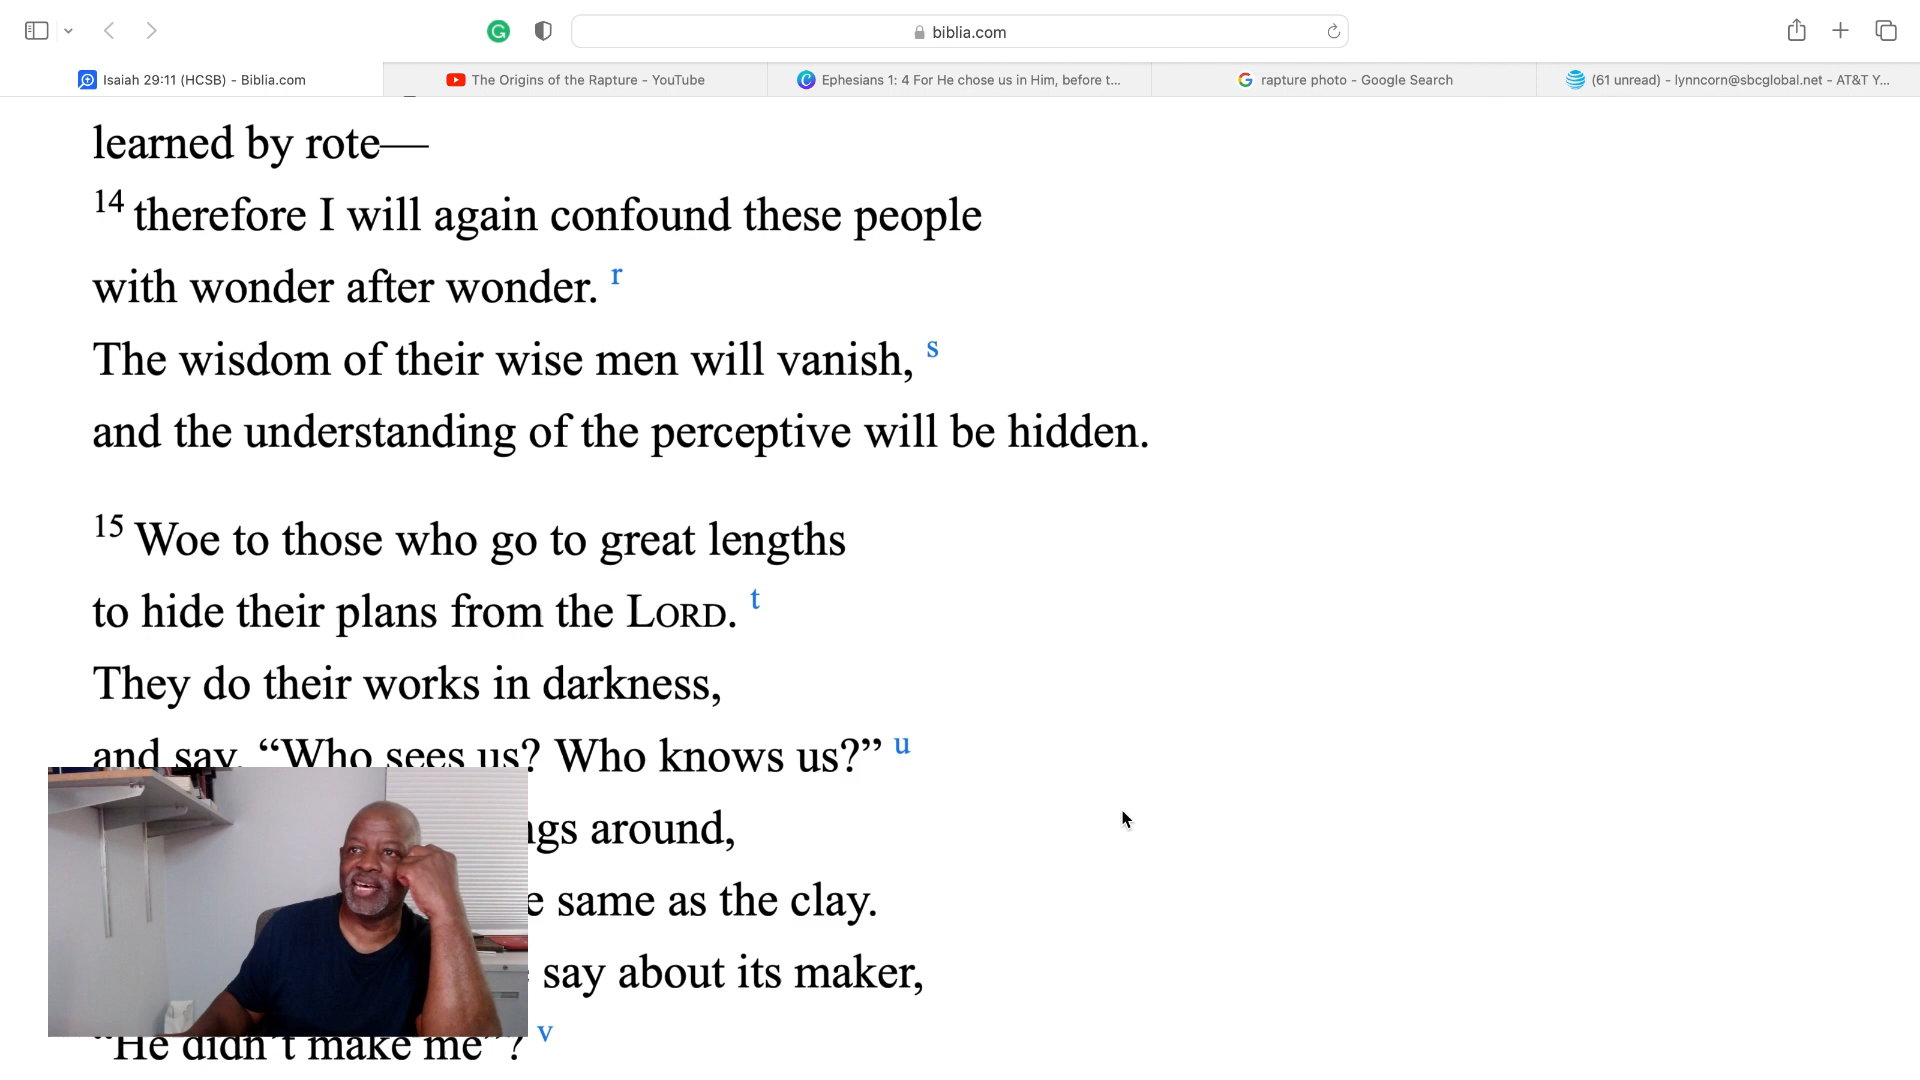 biblia.com
Isaiah 29:11 (HCSB) - Biblia.com
The Origins of the Rapture - YouTube
Ephesians 1: 4 For He chose us in Him, before t...
rapture photo - Google Search
(61 unread) - lynncorn@sbcglobal.net - AT&T Y...
learned by rote—
14 therefore I will again confound these people
with wonder after wonder. r
The wisdom of their wise men will vanish, s
and the understanding of the perceptive will be hidden.
15 Woe to those who go to great lengths
to hide their plans from the LORD. t
They do their works in darkness,
and say, “Who sees us? Who knows us?” u
around,
same as the clay.
say about its maker,
“He didn’t make me”? v